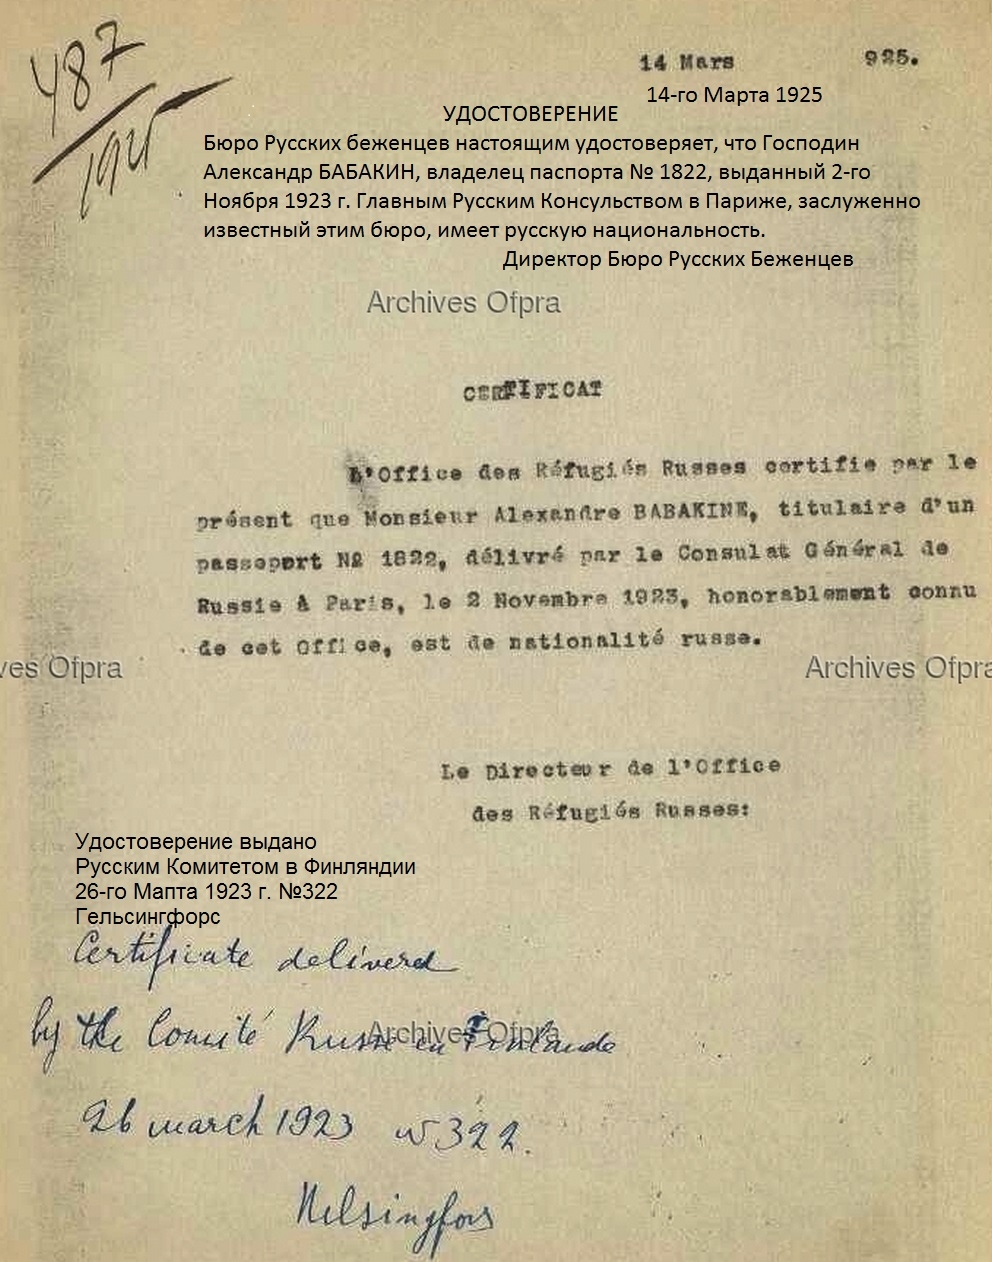 487
14 Mars 925.
1925
14-го Марта 1925
УДОСТОВЕРЕНИЕ
Бюро Русских беженцев настоящим удостоверяет, что Господин
Александр БАБАКИН, владелец паспорта № 1822, выданный 2-го
Ноября 1923 г. Главным Русским Консульством в Париже, заслуженно
известный этим бюро, имеет русскую национальность.
Директор Бюро Русских Беженцев
Archives Ofpra
CERTIFICAT
L'Office des Réfugiés Russes certifie par le
présent que Monsieur Alexandre BABAKINE, titulaire d'un
passeport № 1822, délivré par le Consulat Général de
Russie à Paris, le 2 Novembre 1923, honorablement connu
de cet Office, est de nationalité russe.
ves Ofpra Archives Ofpra
Le Directeur de l'Office
des Réfugiés Russes:
Удостоверение выдано
Русским Комитетом в Финляндии
26-го Мапта 1923 г. №322
Гельсингфорс
Certificate deliverd
by the Comité Russe en Finlande
Archives Ofpra
26 march 1923 N 322.
Helsingfors